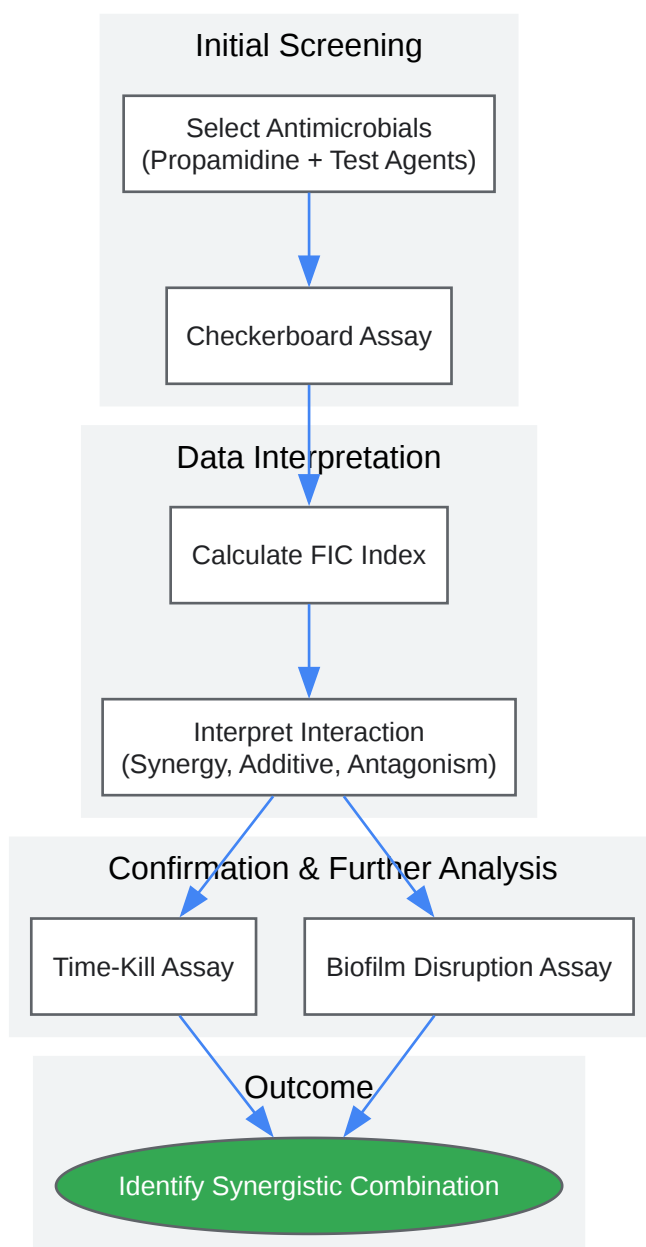 Initial Screening
Select Antimicrobials
(Propamidine + Test Agents)
Checkerboard Assay
Data Interpretation
Calculate FIC Index
Interpret Interaction
(Synergy, Additive, Antagonism)
Confirmation & Further Analysis
Time-Kill Assay
Biofilm Disruption Assay
Outcome
Identify Synergistic Combination